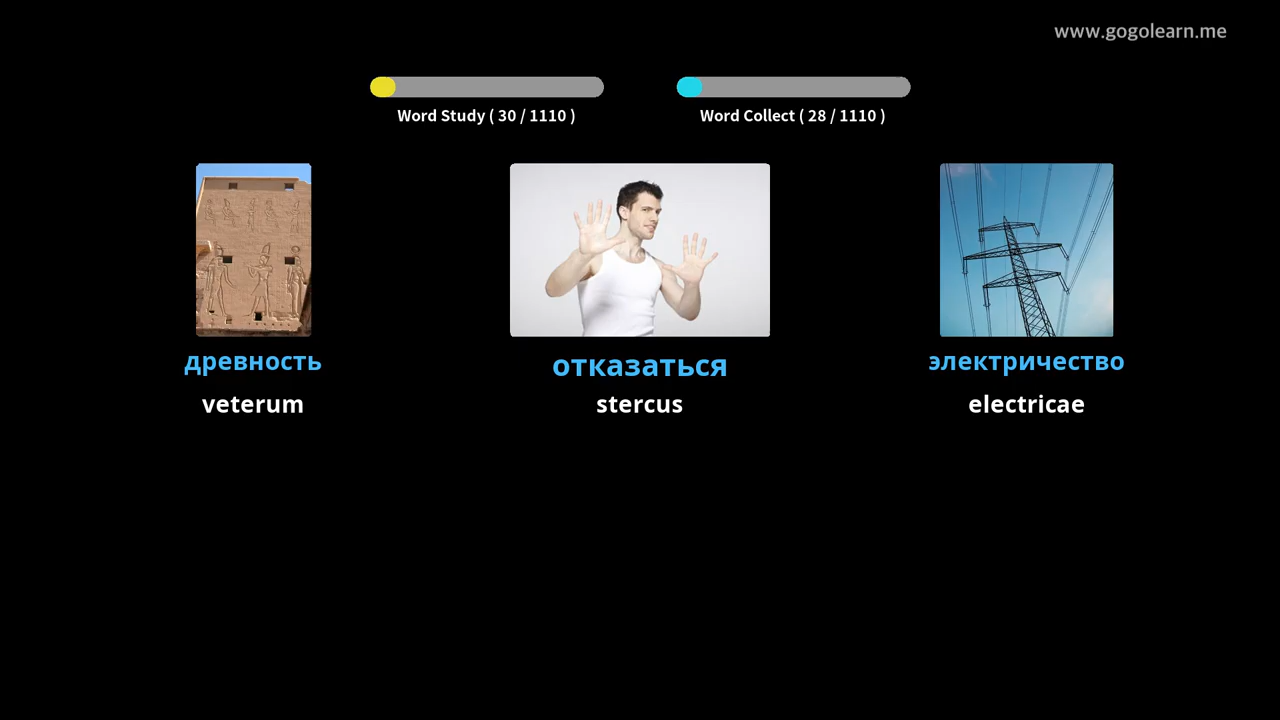 www.gogolearn.me
Word Study ( 30 / 1110 )
Word Collect ( 28 / 1110 )
древность
отказаться
электричество
veterum
stercus
electricae